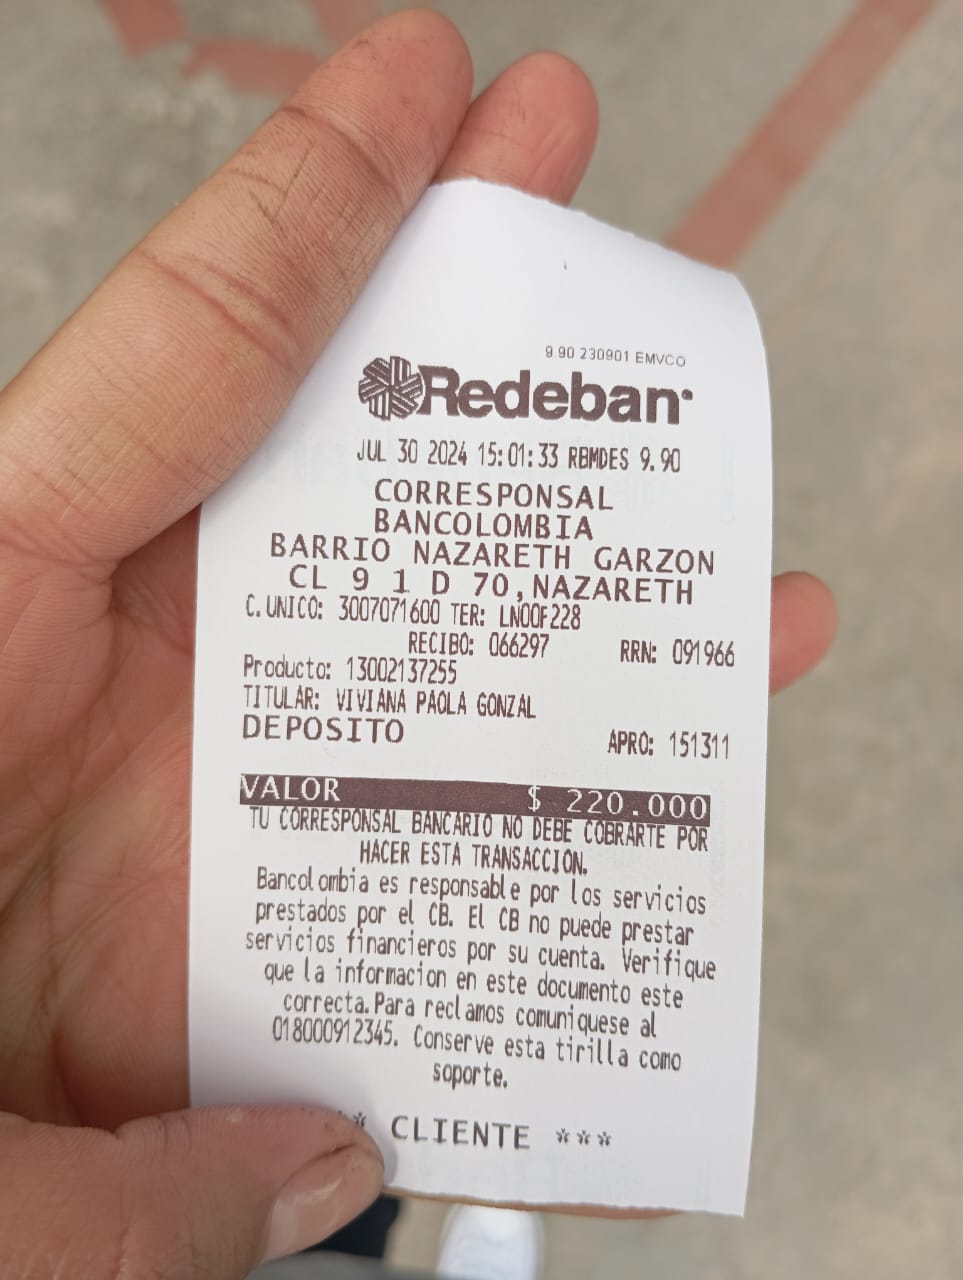 9 90 230901 EMVCO
Redeban
JUL 30 2024 15:01:33 RBMDES 9.90
CORRESPONSAL
BANCOLOMBIA
BARRIO NAZARETH GARZON
CL 9 1 D 70,NAZARETH
C.UNICO: 3007071600 TER: LN00F228
RECIBO: 066297 RRN: 091966
Producto: 13002137255
TITULAR: VIVIANA PAOLA GONZAL
DEPOSITO APRO: 151311
VALOR $ 220.000
TU CORRESPONSAL BANCARIO NO DEBE COBRARTE POR
HACER ESTA TRANSACCION.
Bancolombia es responsable por los servicios
prestados por el CB. El CB no puede prestar
servicios financieros por su cuenta. Verifique
que la informacion en este documento este
correcta.Para reclamos comuniquese al
018000912345. Conserve esta tirilla como
soporte.
* CLIENTE ***